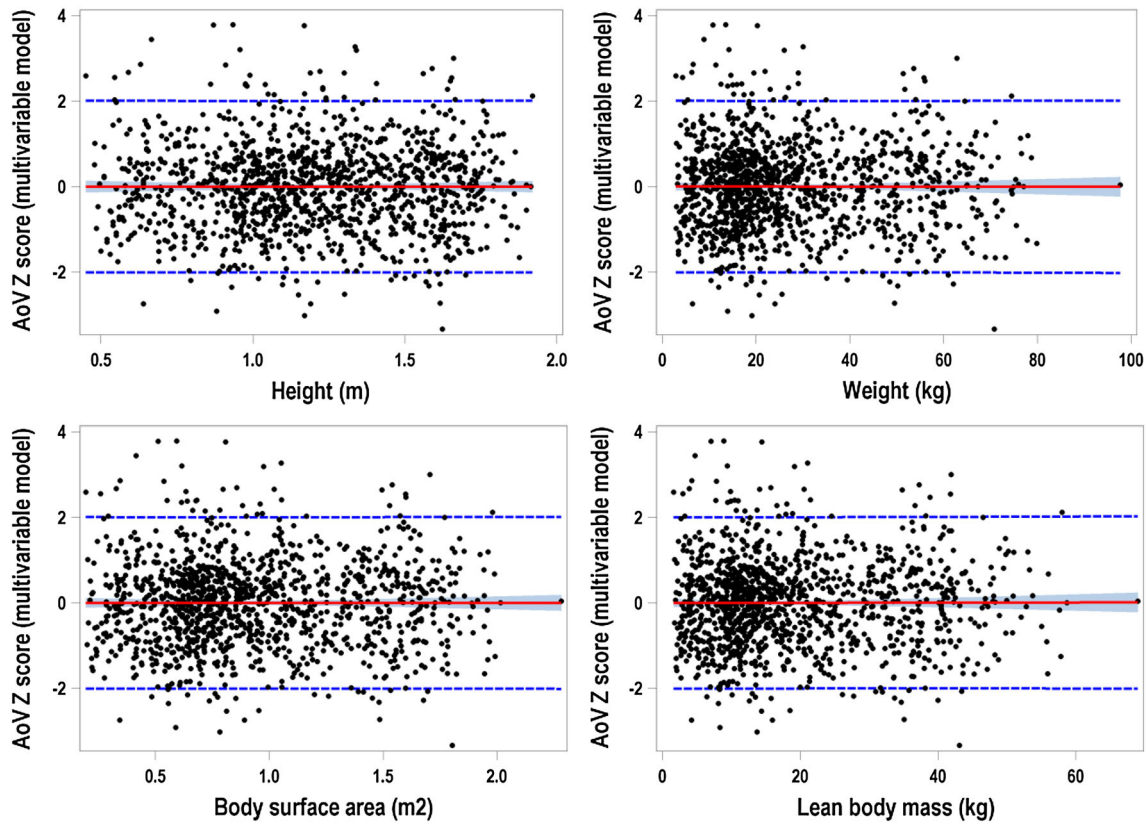 AoV Z score (multivariable model)
4
2
0
-2
0.5 1.0 1.5 2.0
Height (m)
AoV Z score (multivariable model)
4
2
0
-2
0 20 40 60 80 100
Weight (kg)
AoV Z score (multivariable model)
4
2
0
-2
0.5 1.0 1.5 2.0
Body surface area (m2)
AoV Z score (multivariable model)
4
2
0
-2
0 20 40 60
Lean body mass (kg)